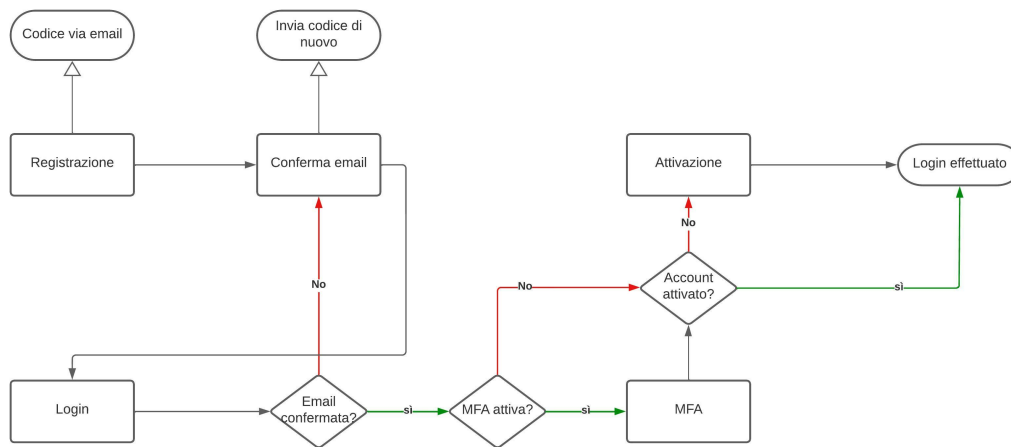 Codice via email
Invia codice di
nuovo
Registrazione
Conferma email
Attivazione
Login effettuato
No
Account
attivato?
No
No
sì
Login
Email
confermata?
sì
MFA attiva?
sì
MFA